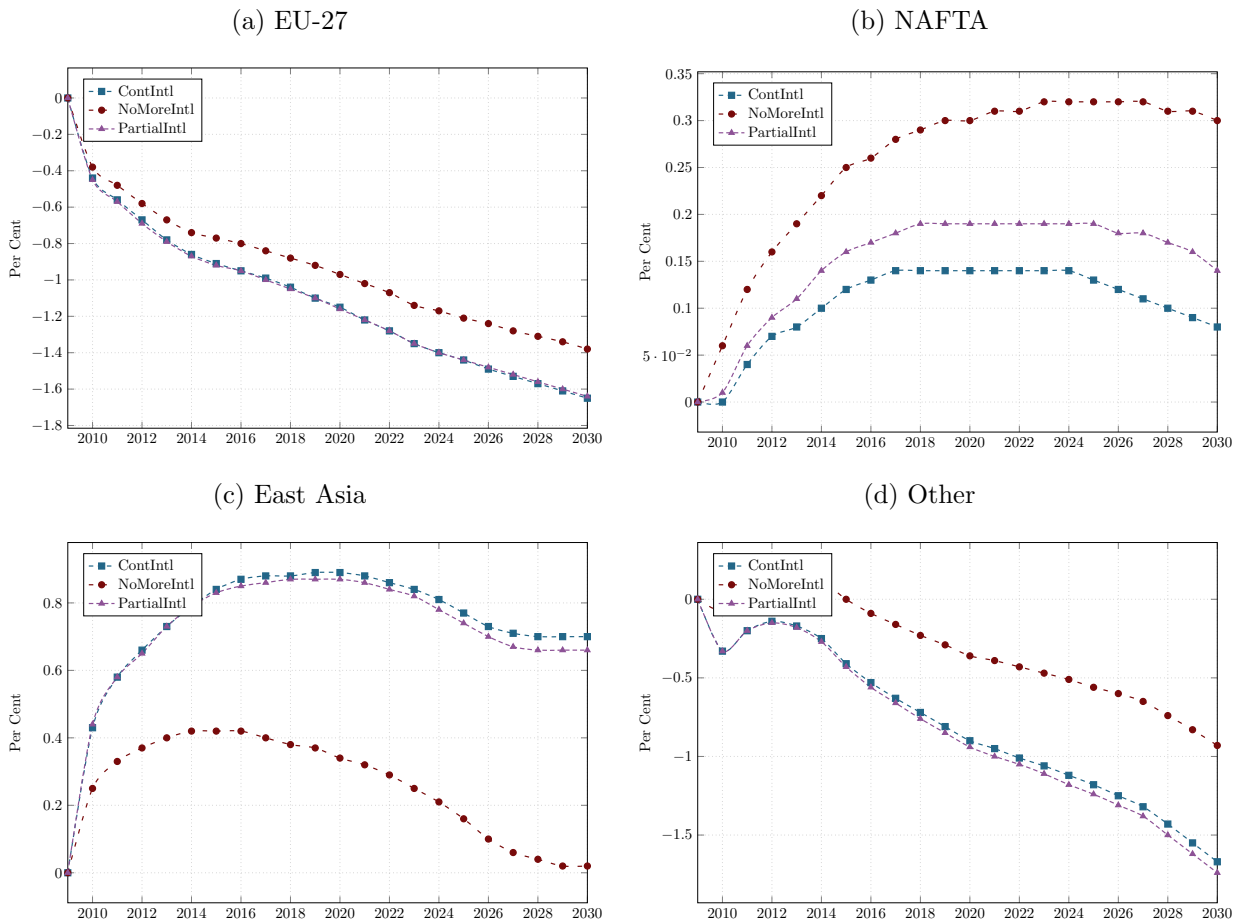 (a) EU-27
0
−0.2
−0.4
−0.6
−0.8
−1
−1.2
−1.4
−1.6
−1.8
Per Cent
ContIntl
NoMoreIntl
PartialIntl
2010 2012 2014 2016 2018 2020 2022 2024 2026 2028 2030
(b) NAFTA
0.35
0.3
0.25
0.2
0.15
0.1
5 · 10−2
0
Per Cent
ContIntl
NoMoreIntl
PartialIntl
2010 2012 2014 2016 2018 2020 2022 2024 2026 2028 2030
(c) East Asia
0.8
0.6
0.4
0.2
0
Per Cent
ContIntl
NoMoreIntl
PartialIntl
2010 2012 2014 2016 2018 2020 2022 2024 2026 2028 2030
(d) Other
0
−0.5
−1
−1.5
Per Cent
ContIntl
NoMoreIntl
PartialIntl
2010 2012 2014 2016 2018 2020 2022 2024 2026 2028 2030